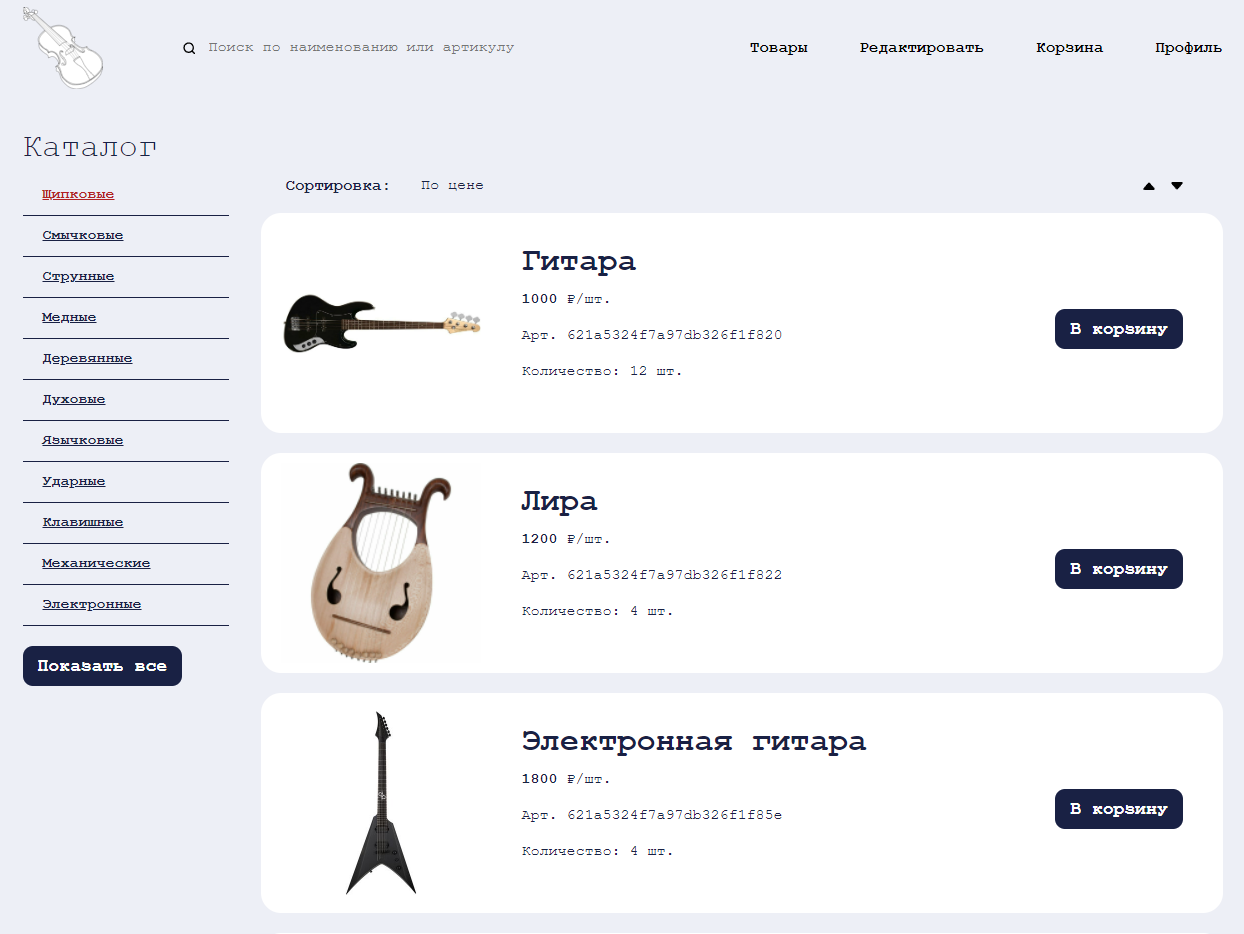 Поиск по наименованию или артикулу
Товары
Редактировать
Корзина
Профиль
Каталог
Щипковые
Смычковые
Струнные
Медные
Деревянные
Духовые
Язычковые
Ударные
Клавишные
Механические
Электронные
Показать все
Сортировка: По цене
Гитара
1000 ₽/шт.
Арт. 621a5324f7a97db326f1f820
Количество: 12 шт.
В корзину
Лира
1200 ₽/шт.
Арт. 621a5324f7a97db326f1f822
Количество: 4 шт.
В корзину
Электронная гитара
1800 ₽/шт.
Арт. 621a5324f7a97db326f1f85e
Количество: 4 шт.
В корзину